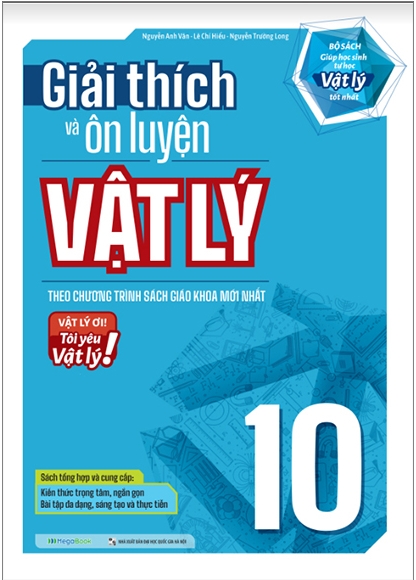 Nguyễn Anh Văn - Lê Chí Hiếu - Nguyễn Trường Long
BỘ SÁCH
Giúp học sinh
tự học
Vật lý
tốt nhất
Giải thích
và ôn luyện
VẬT LÝ
THEO CHƯƠNG TRÌNH SÁCH GIÁO KHOA MỚI NHẤT
VẬT LÝ ƠI!
Tôi yêu
Vật lý!
10
Sách tổng hợp và cung cấp:
Kiến thức trọng tâm, ngắn gọn
Bài tập đa dạng, sáng tạo và thực tiễn
MegaBook
NHÀ XUẤT BẢN ĐẠI HỌC QUỐC GIA HÀ NỘI